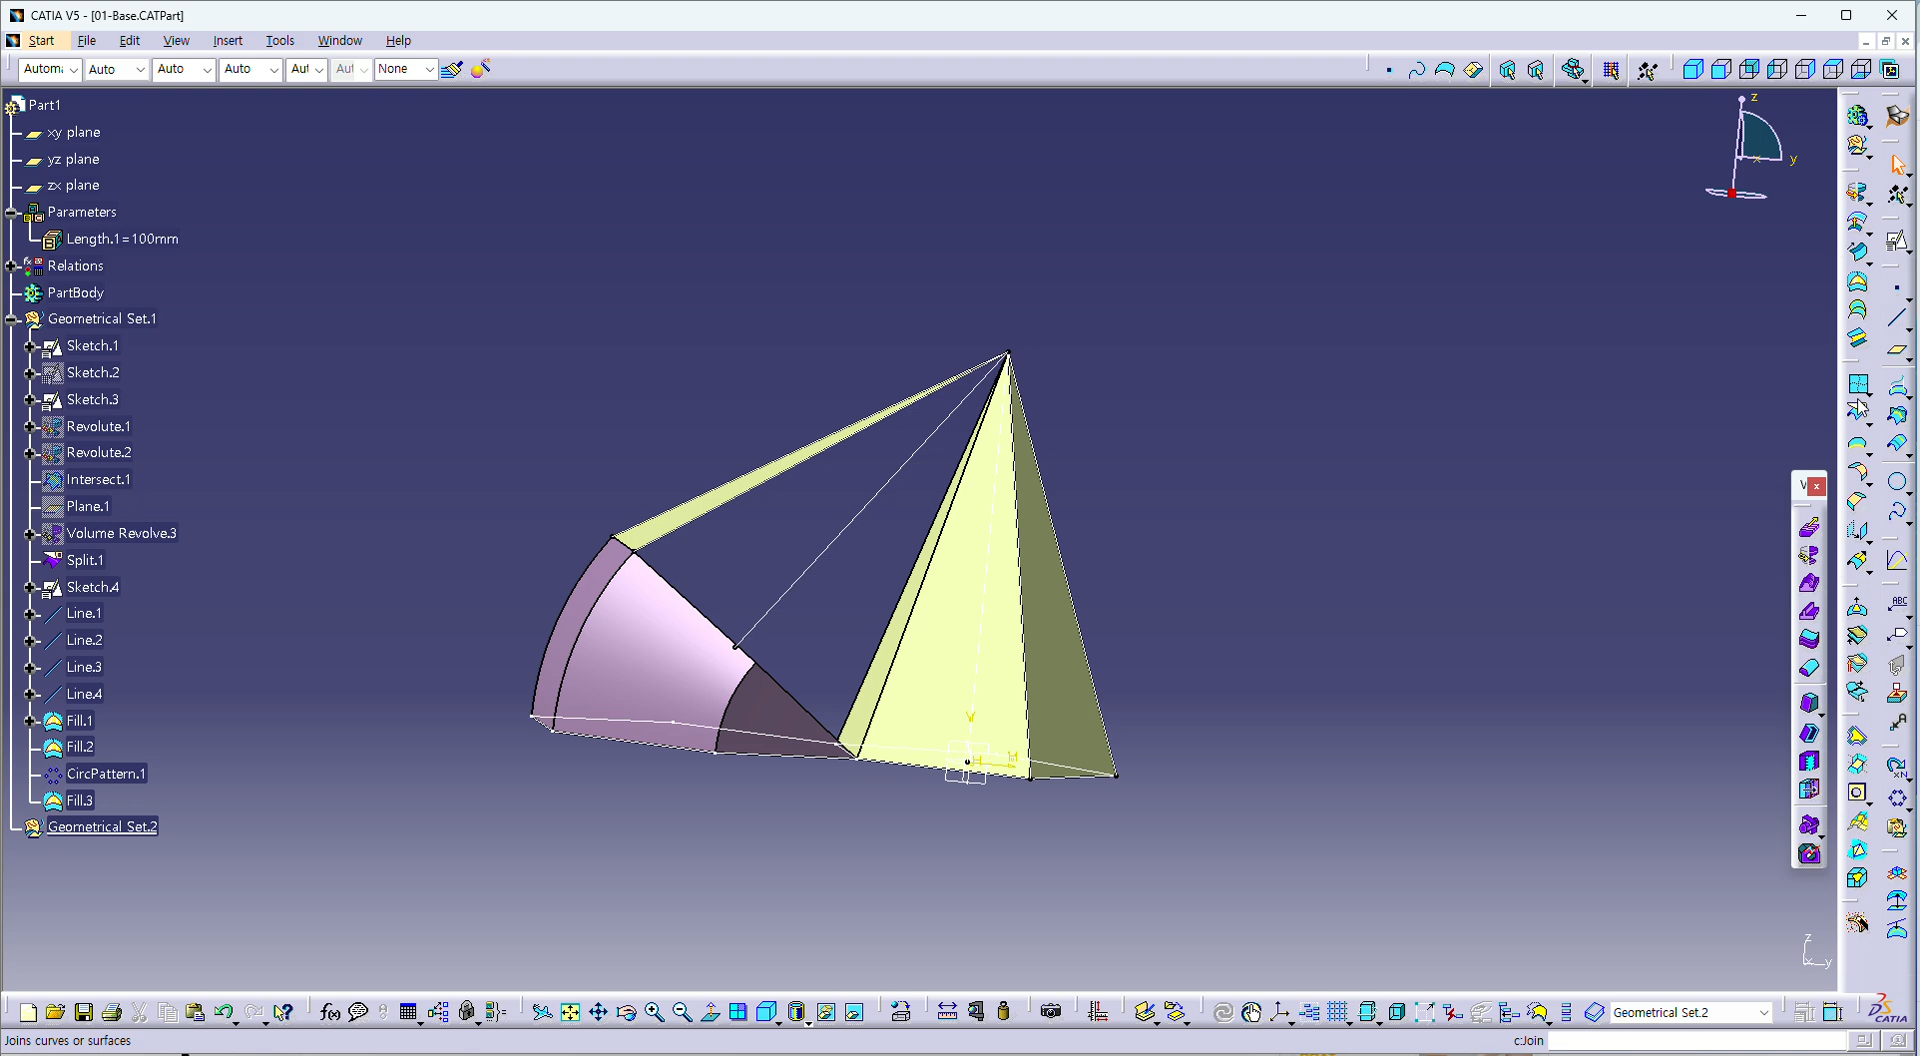 CATIA V5 - [01-Base.CATPart]
Start File Edit View Insert Tools Window Help
Auto Auto Auto None
Part1
xy plane
yz plane
zx plane
Parameters
Length.1=100mm
Relations
PartBody
Geometrical Set.1
Sketch.1
Sketch.2
Sketch.3
Revolute.1
Revolute.2
Intersect.1
Plane.1
Volume Revolve.3
Split.1
Sketch.4
Line.1
Line.2
Line.3
Line.4
Fill.1
Fill.2
CircPattern.1
Fill.3
Geometrical Set.2
z
x
y
V
H
z
x
y
ABC
Geometrical Set.2
CATIA
Joins curves or surfaces
c:Join